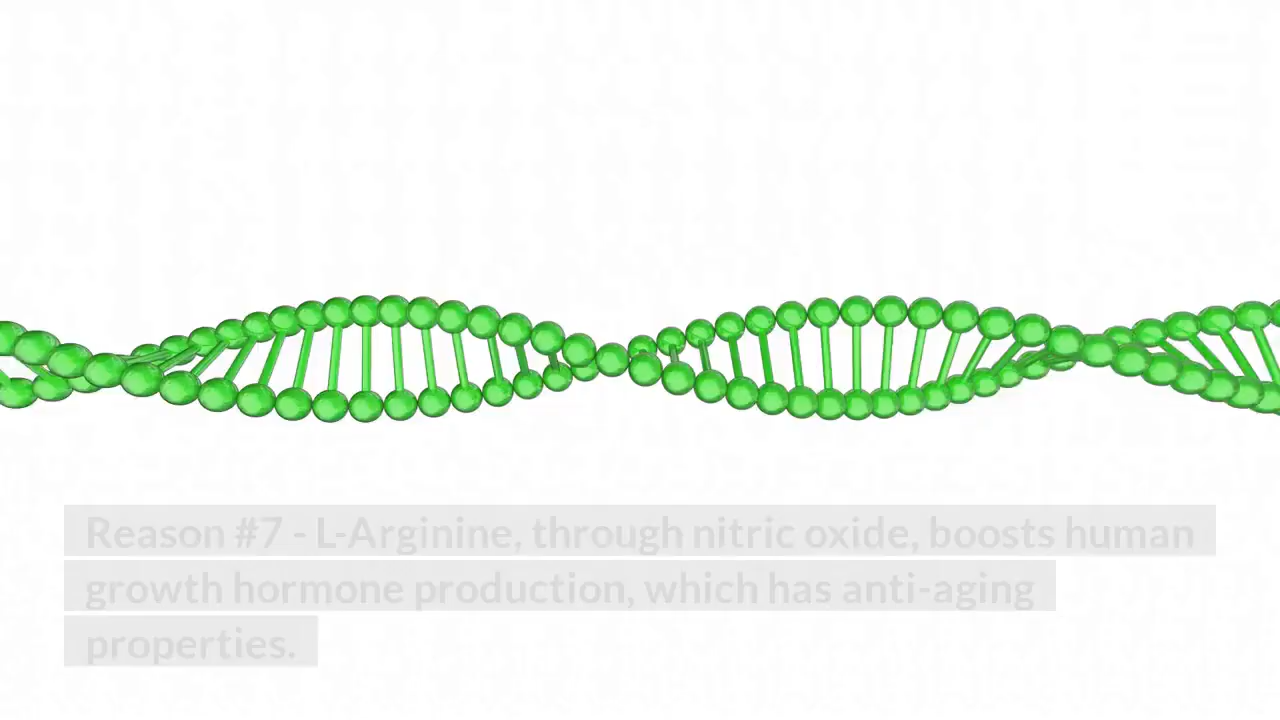 Reason #7 - L-Arginine, through nitric oxide, boosts human
growth hormone production, which has anti-aging
properties.